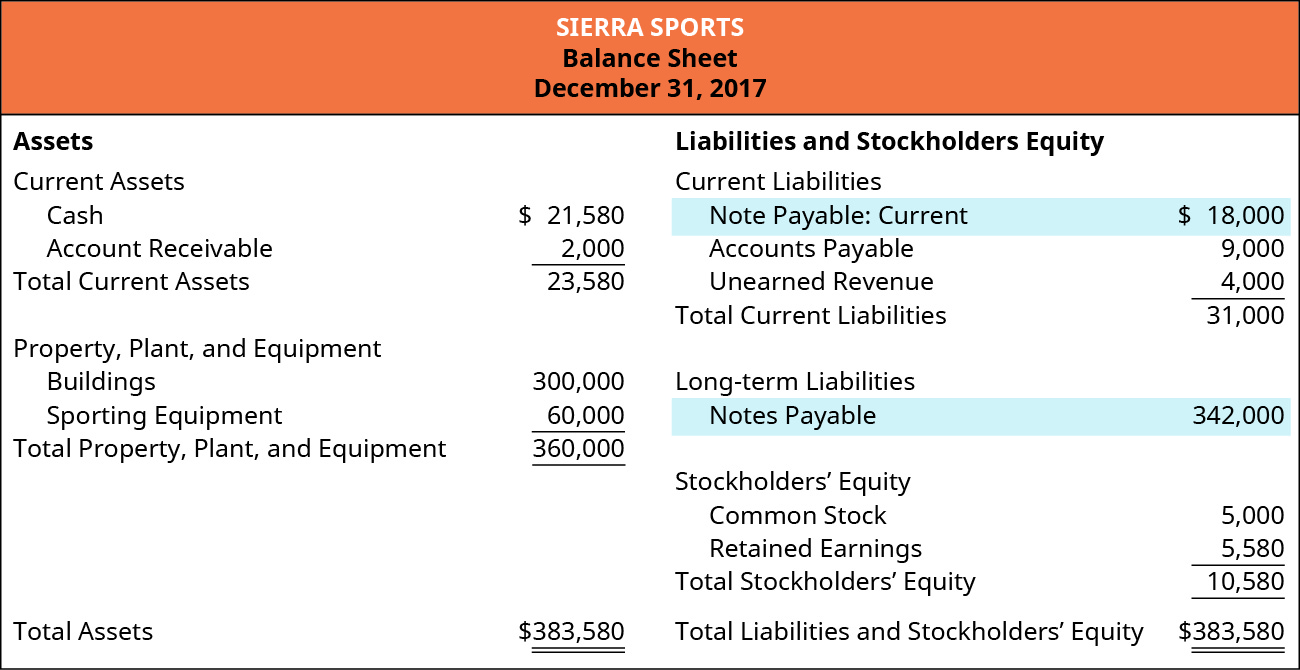 SIERRA SPORTS
Balance Sheet
December 31, 2017
Assets
Current Assets
Cash $ 21,580
Account Receivable 2,000
Total Current Assets 23,580
Property, Plant, and Equipment
Buildings 300,000
Sporting Equipment 60,000
Total Property, Plant, and Equipment 360,000
Total Assets $383,580
Liabilities and Stockholders Equity
Current Liabilities
Note Payable: Current $ 18,000
Accounts Payable 9,000
Unearned Revenue 4,000
Total Current Liabilities 31,000
Long-term Liabilities
Notes Payable 342,000
Stockholders’ Equity
Common Stock 5,000
Retained Earnings 5,580
Total Stockholders’ Equity 10,580
Total Liabilities and Stockholders’ Equity $383,580